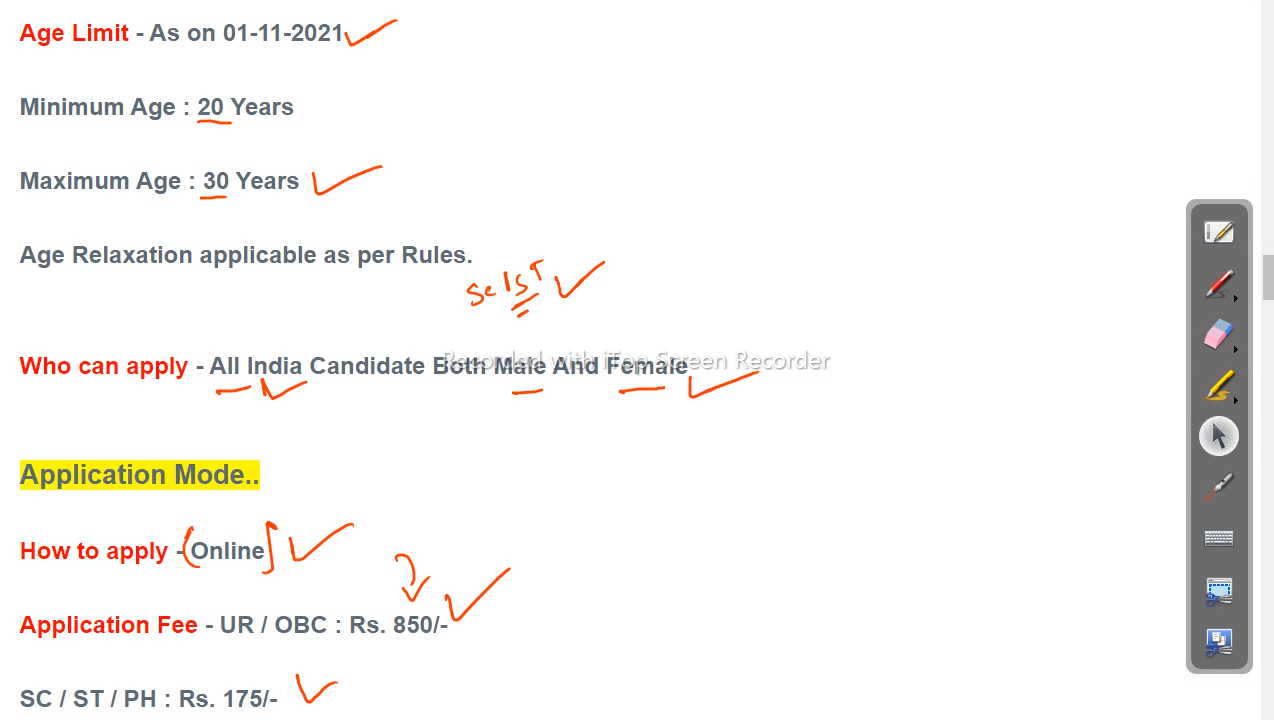 Age Limit - As on 01-11-2021
Minimum Age : 20 Years
Maximum Age : 30 Years
Age Relaxation applicable as per Rules.
Sc/ST
Who can apply - All India Candidate Both Male And Female
Recorded with iTop Screen Recorder
Application Mode..
How to apply - (Online]
Application Fee - UR / OBC : Rs. 850/-
SC / ST / PH : Rs. 175/-